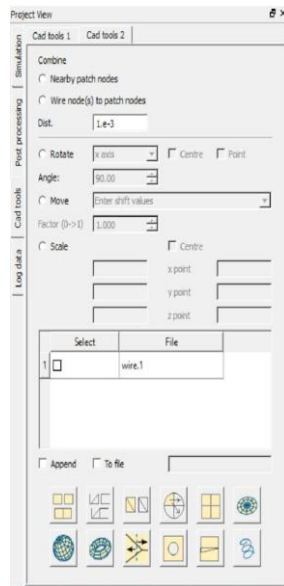 Project View
Cad tools 1 Cad tools 2
Simulation
Post processing
Cad tools
Log data
Combine
Nearby patch nodes
Wire node(s) to patch nodes
Dist. 1.e-3
Rotate x axis Centre Point
Angle: 90.00
Move Enter shift values
Factor (0->1) 1.000
Scale Centre
x point
y point
z point
Select File
1 wire.1
Append To file